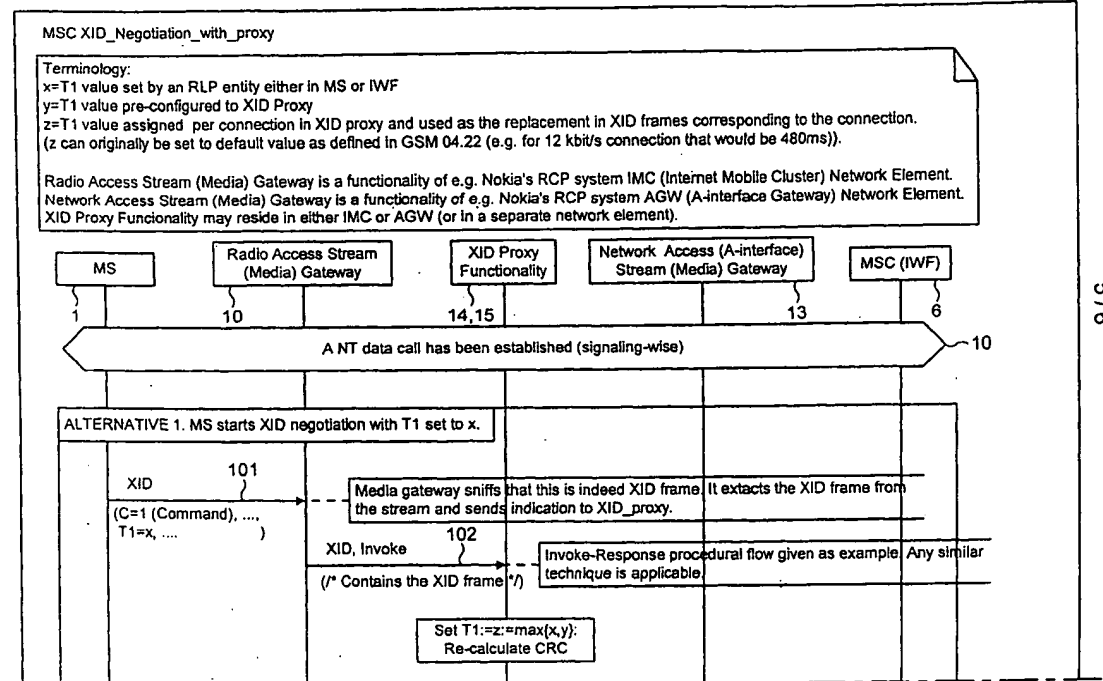 MSC XID_Negotiation_with_proxy
Terminology:
x=T1 value set by an RLP entity either in MS or IWF
y=T1 value pre-configured to XID Proxy
z=T1 value assigned per connection in XID proxy and used as the replacement in XID frames corresponding to the connection.
(z can originally be set to default value as defined in GSM 04.22 (e.g. for 12 kbit/s connection that would be 480ms)).
Radio Access Stream (Media) Gateway is a functionality of e.g. Nokia's RCP system IMC (Internet Mobile Cluster) Network Element.
Network Access Stream (Media) Gateway is a functionality of e.g. Nokia's RCP system AGW (A-interface Gateway) Network Element.
XID Proxy Funcionality may reside in either IMC or AGW (or in a separate network element).
MS
Radio Access Stream
(Media) Gateway
XID Proxy
Functionality
Network Access (A-interface)
Stream (Media) Gateway
MSC (IWF)
1
10
14,15
13
6
5/6
A NT data call has been established (signaling-wise)
10
ALTERNATIVE 1. MS starts XID negotiation with T1 set to x.
XID
101
(C=1 (Command), ...,
T1=x, .... )
Media gateway sniffs that this is indeed XID frame. It extacts the XID frame from
the stream and sends indication to XID_proxy.
XID, Invoke
102
(/* Contains the XID frame */)
Invoke-Response procedural flow given as example. Any similar
technique is applicable.
Set T1:=z:=max{x,y}:
Re-calculate CRC